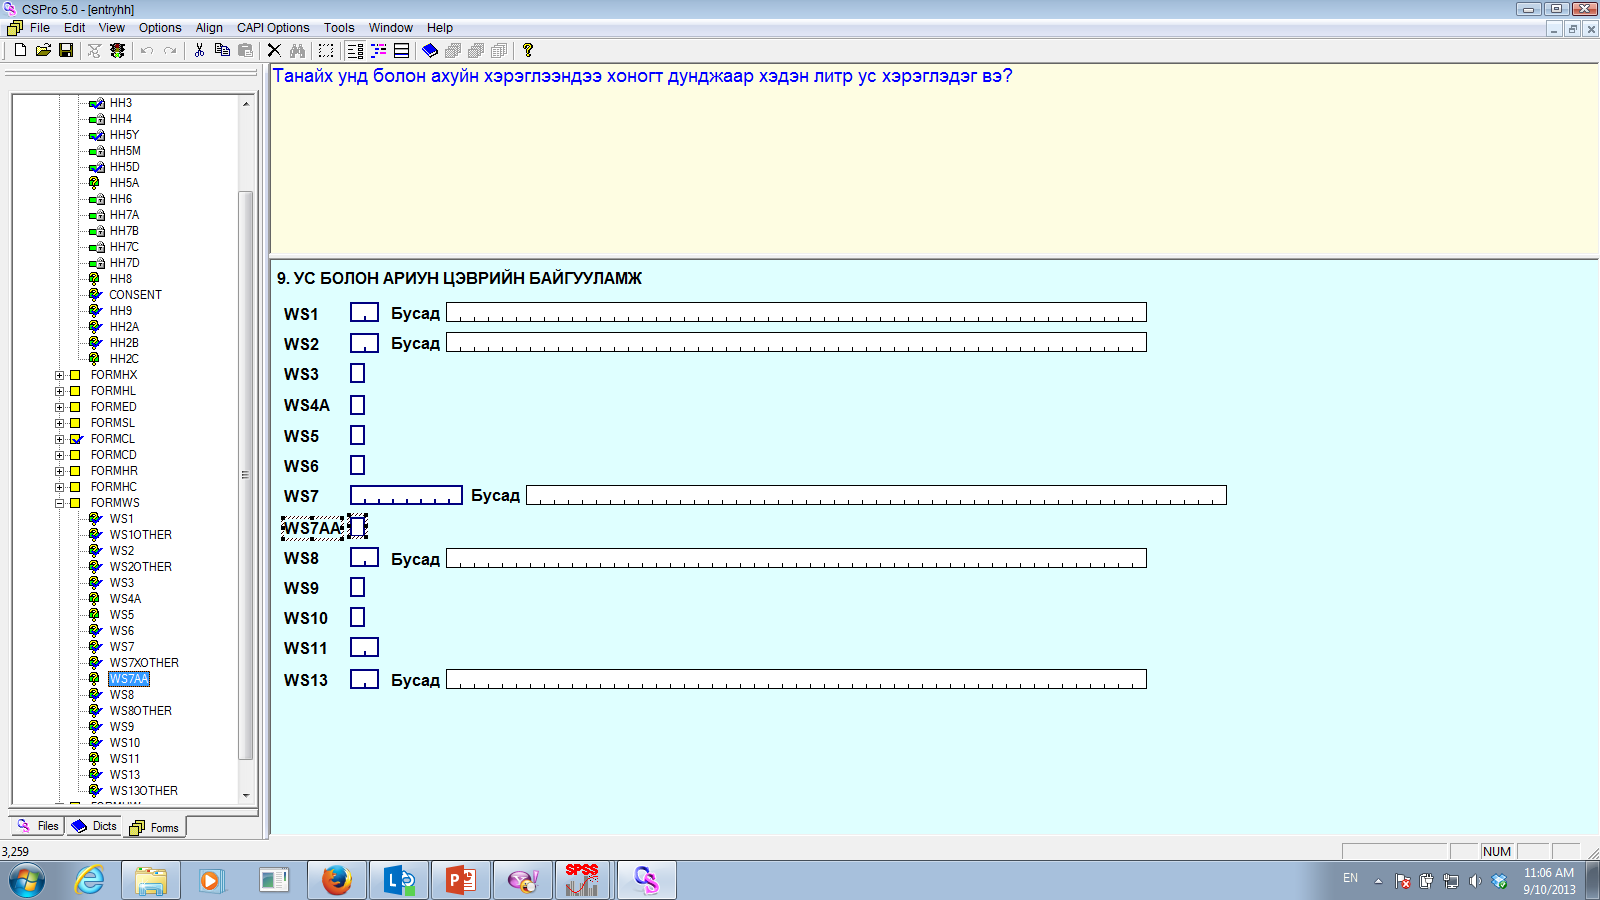 CSPro 5.0 - [entryhh]
File Edit View Options Align CAPI Options Tools Window Help
HH3
HH4
HH5Y
HH5M
HH5D
HH5A
HH6
HH7A
HH7B
HH7C
HH7D
HH8
CONSENT
HH9
HH2A
HH2B
HH2C
FORMHX
FORMHL
FORMED
FORMSL
FORMCL
FORMCD
FORMHR
FORMHC
FORMWS
WS1
WS1OTHER
WS2
WS2OTHER
WS3
WS4A
WS5
WS6
WS7
WS7XOTHER
WS7AA
WS8
WS8OTHER
WS9
WS10
WS11
WS13
WS13OTHER
Files Dicts Forms
Танайх унд болон ахуйн хэрэглээндээ хоногт дунджаар хэдэн литр ус хэрэглэдэг вэ?
9. УС БОЛОН АРИУН ЦЭВРИЙН БАЙГУУЛАМЖ
WS1 Бусад
WS2 Бусад
WS3
WS4A
WS5
WS6
WS7 Бусад
WS7AA
WS8 Бусад
WS9
WS10
WS11
WS13 Бусад
3,259
NUM
SPSS
EN
11:06 AM
9/10/2013